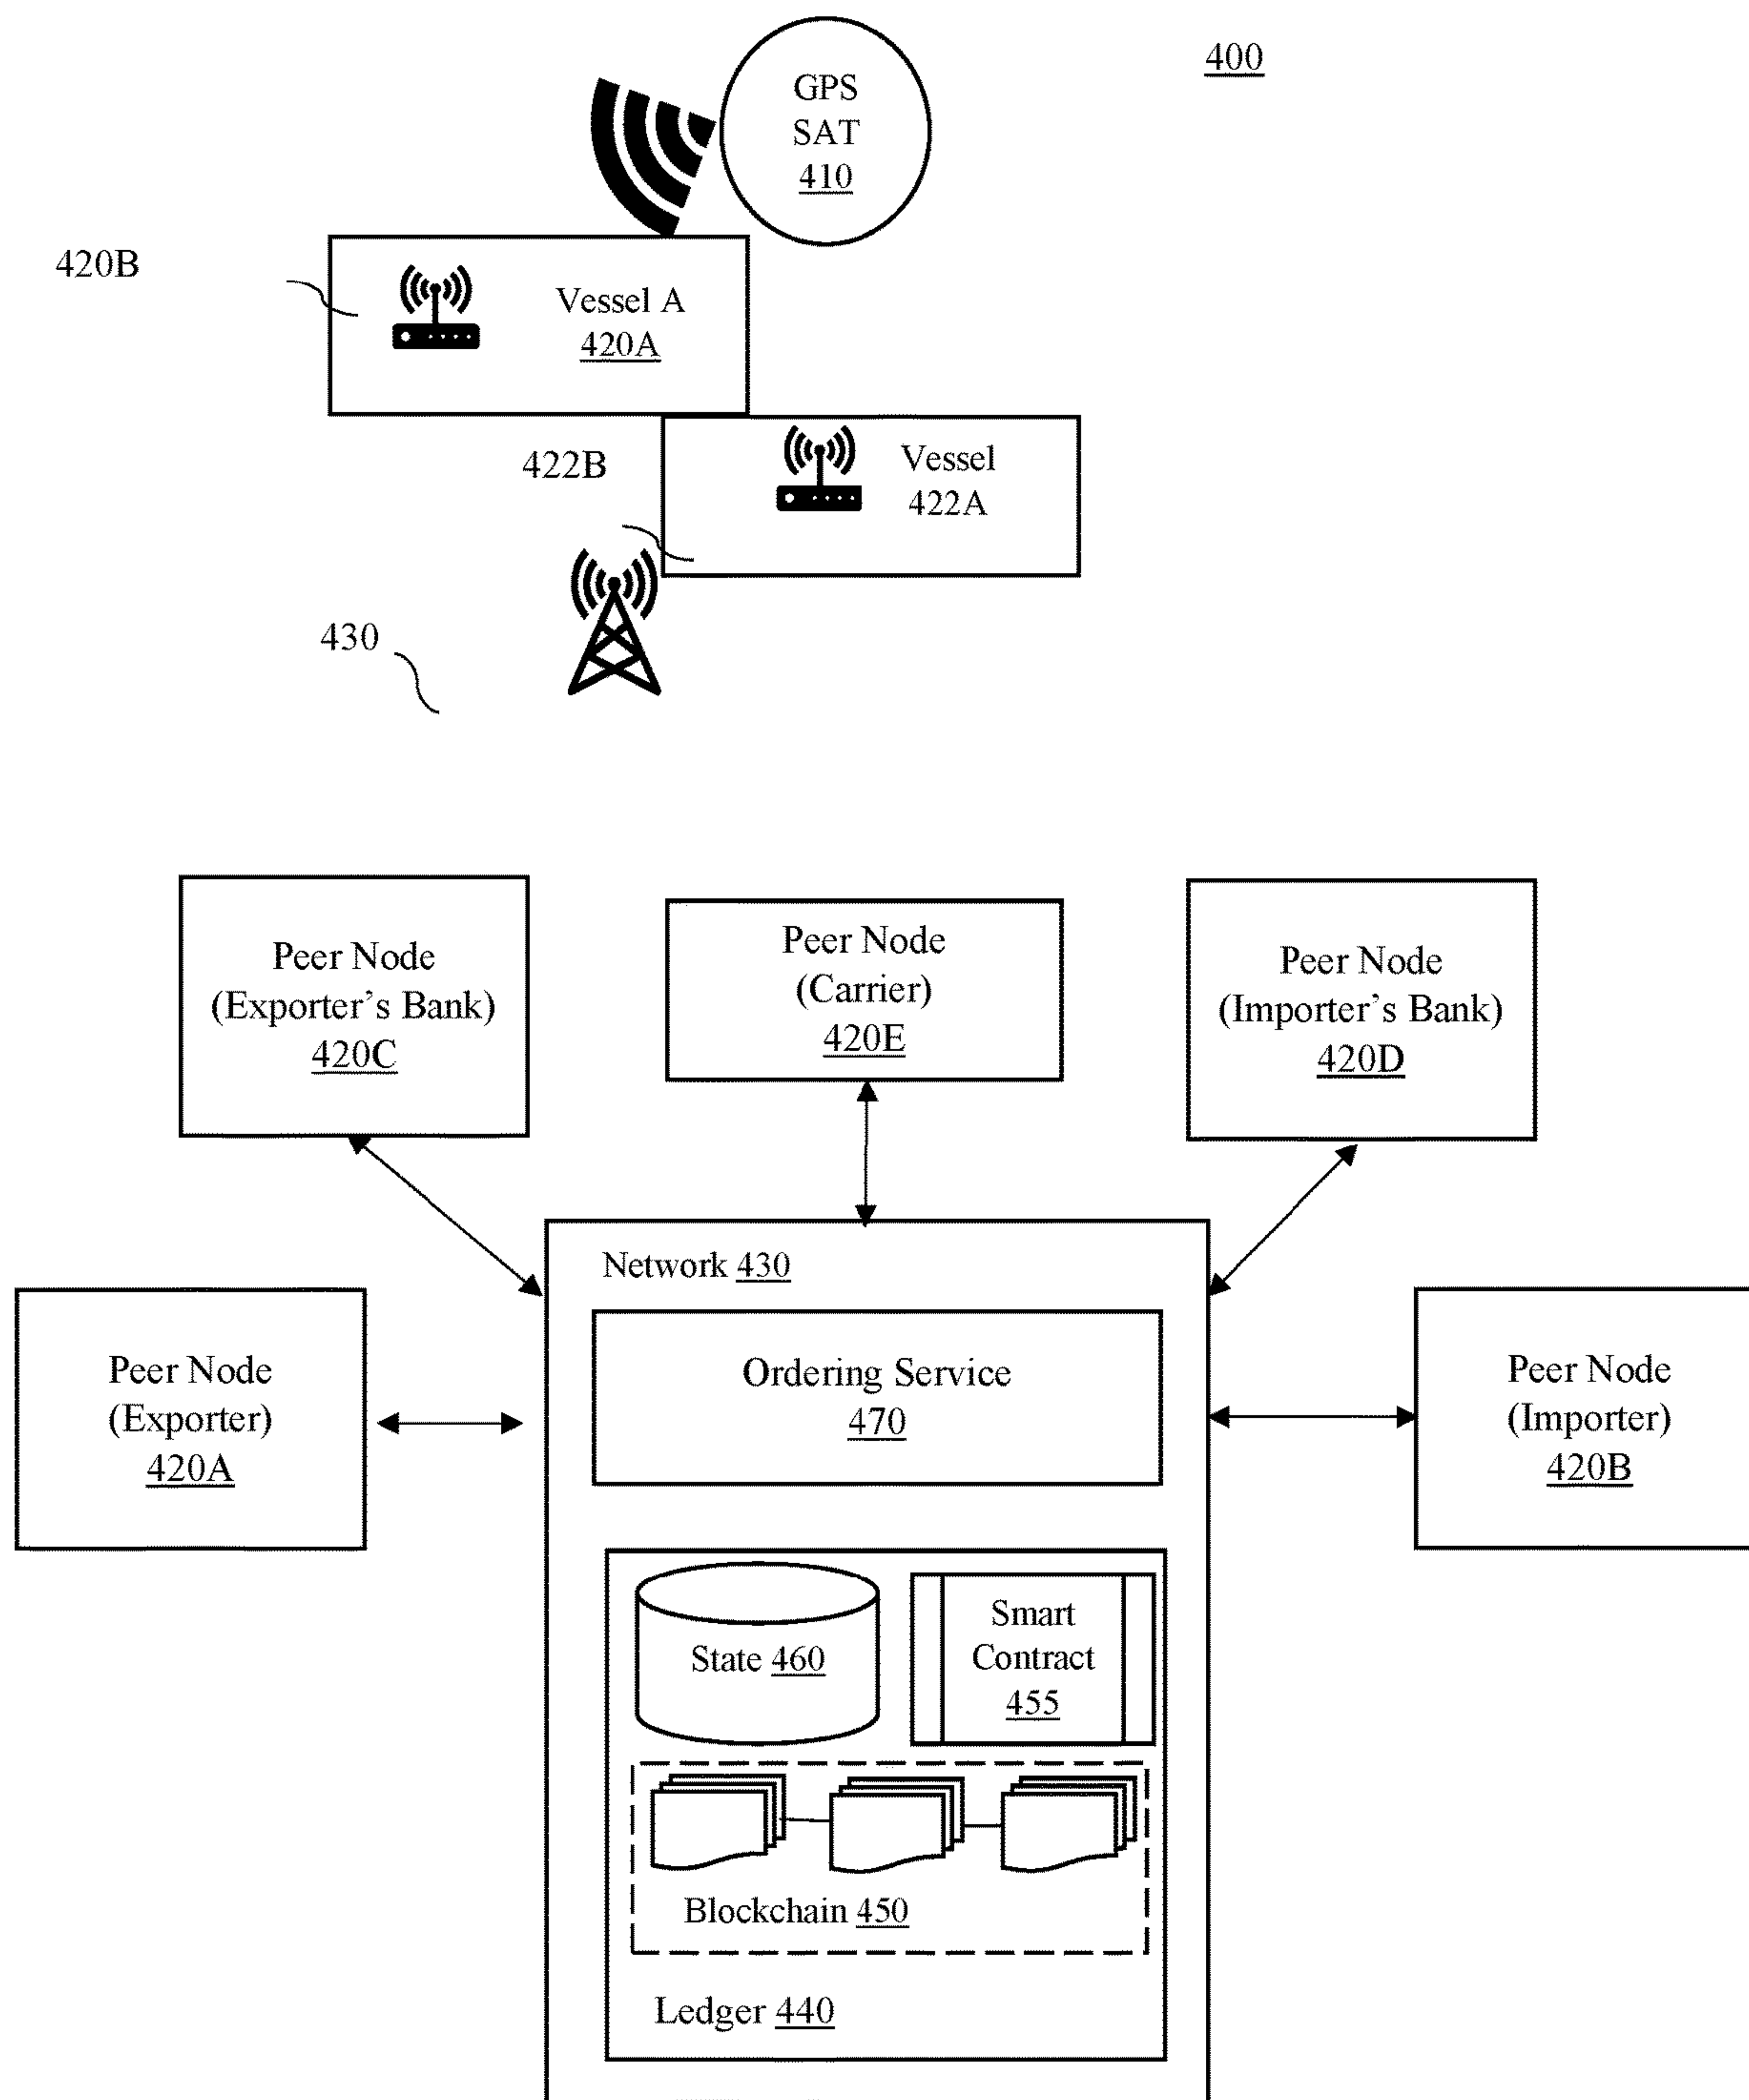 400
GPS
SAT
410
420B
Vessel A
420A
422B
Vessel
422A
430
Peer Node
(Exporter's Bank)
420C
Peer Node
(Carrier)
420E
Peer Node
(Importer's Bank)
420D
Network 430
Peer Node
(Exporter)
420A
Ordering Service
470
Peer Node
(Importer)
420B
State 460
Smart
Contract
455
Blockchain 450
Ledger 440